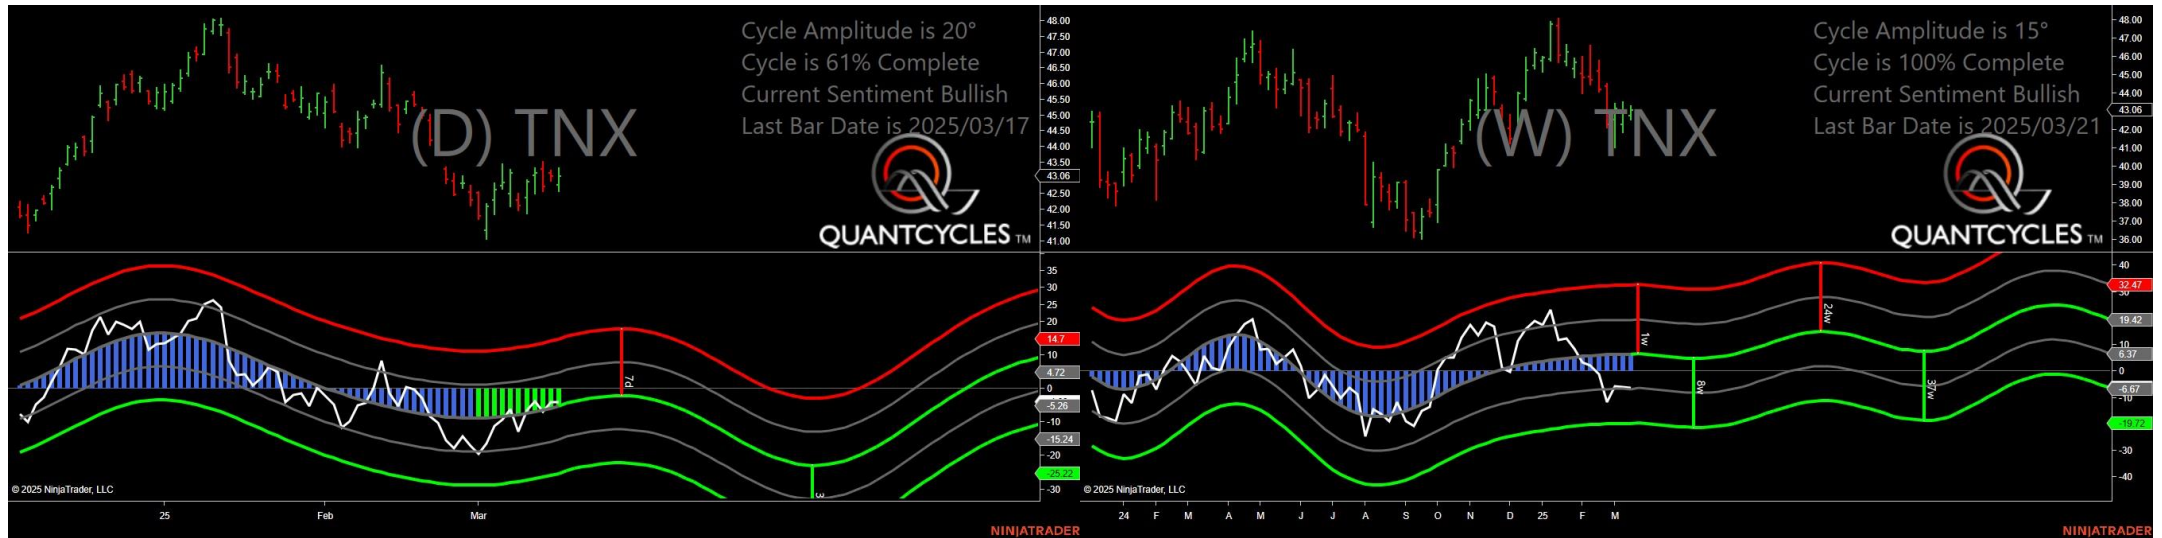 Cycle Amplitude is 20°
Cycle is 61% Complete
Current Sentiment Bullish
Last Bar Date is 2025/03/17
(D) TNX
QUANTCYCLES TM
48.00
47.50
47.00
46.50
46.00
45.50
45.00
44.50
44.00
43.50
43.06
42.50
42.00
41.50
41.00
35
30
25
20
14.7
10
4.72
0
-5.26
-10
-15.24
-20
-25.22
-30
7d
3
© 2025 NinjaTrader, LLC
25
Feb
Mar
NINJATRADER
Cycle Amplitude is 15°
Cycle is 100% Complete
Current Sentiment Bullish
Last Bar Date is 2025/03/21
(W) TNX
QUANTCYCLES TM
48.00
47.00
46.00
45.00
44.00
43.06
42.00
41.00
40.00
39.00
38.00
37.00
36.00
40
32.47
30
19.42
10
6.37
0
-6.67
-10
-19.72
-30
-40
1w
8w
24w
37w
© 2025 NinjaTrader, LLC
24
F
M
A
M
J
J
A
S
O
N
D
25
F
M
NINJATRADER